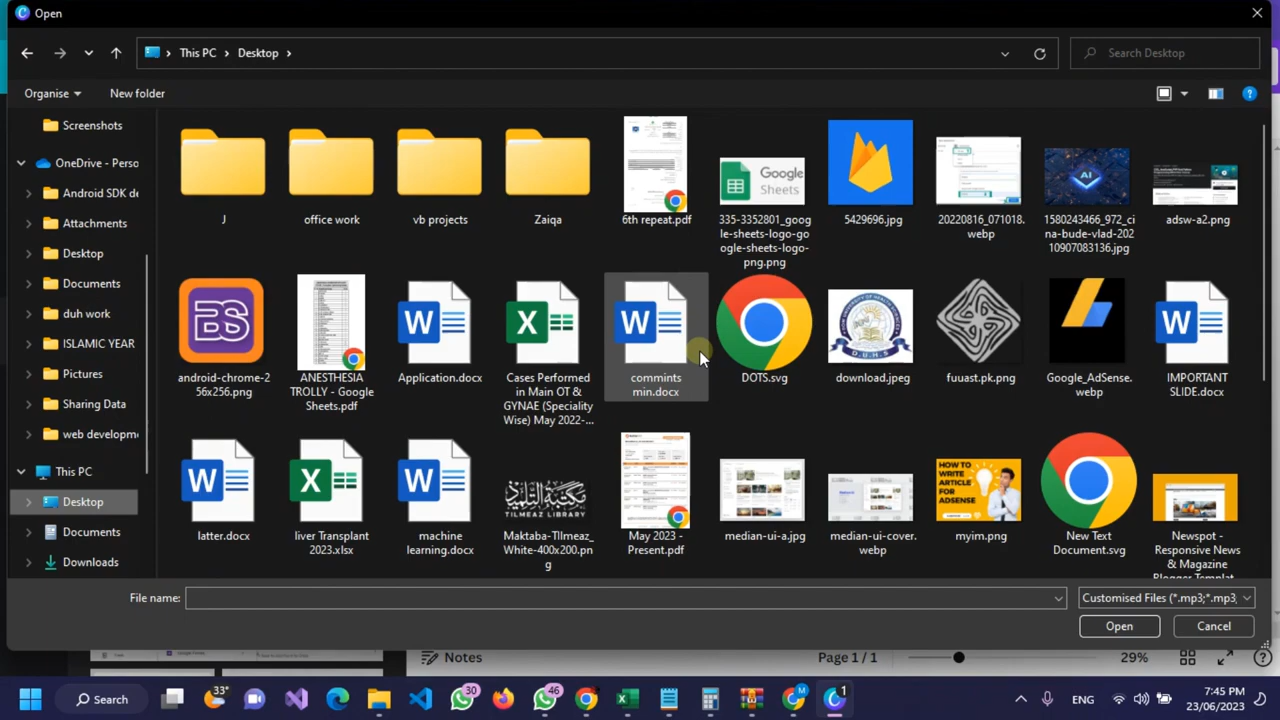 Open
This PC > Desktop >
Search Desktop
Organise
New folder
Screenshots
OneDrive - Perso
Android SDK de
Attachments
Desktop
Documents
duh work
ISLAMIC YEAR
Pictures
Sharing Data
web developm
This PC
Desktop
Documents
Downloads
J
office work
vb projects
Zaiqa
6th repeat.pdf
Google
Sheets
335-3352801_goog
gle-sheets-logo-go
ogle-sheets-logo-
png.png
5429696.jpg
20220816_071018.
webp
AI
1580243466_972_ci
na-bude-vlad-202
10907083136.jpg
adsw-a2.png
BS
android-chrome-2
56x256.png
ANESTHESIA
TROLLY - Google
Sheets.pdf
W
Application.docx
X
Cases Performed
in Main OT &
GYNAE (Speciality
Wise) May 2022-...
W
commints
min.docx
DOTS.svg
download.jpeg
fuuast.pk.png
Google_AdSense.
webp
W
IMPORTANT
SLIDE.docx
W
latter.docx
X
liver Transplant
2023.xlsx
W
machine
learning.docx
TILMEAZ LIBRARY
Maktaba-Tilmeaz_
White-400x200.pn
g
May 2023 -
Present.pdf
median-ui-a.jpg
median-ui-cover.
webp
HOW TO
WRITE
ARTICLE
FOR
ADSENSE
myim.png
New Text
Document.svg
Newspot -
Responsive News
& Magazine
Blogger Templat
File name:
Customised Files (*.mp3;*.mp3;
Open
Cancel
Notes
Page 1 / 1
29%
Search
33°
30
46
M
1
ENG
7:45 PM
23/06/2023